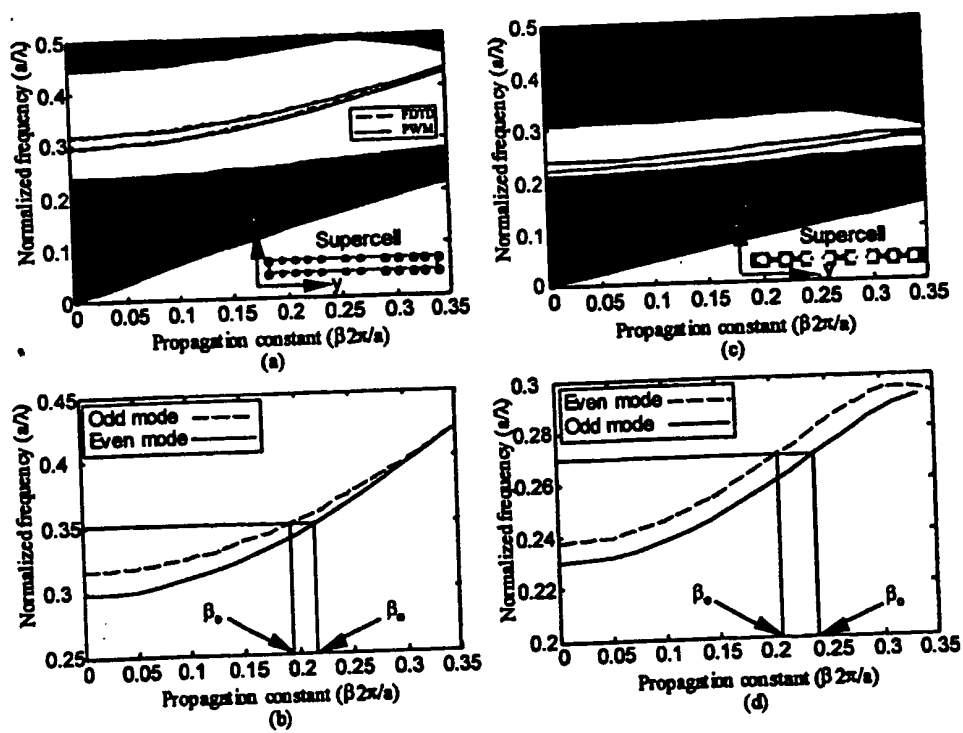 Normalized frequency (a/λ)
0.5
0.4
0.3
0.2
0.1
0
FDTD
PWM
Supercell
y
0 0.05 0.1 0.15 0.2 0.25 0.3 0.35
Propagation constant (β2π/a)
(a)
Normalized frequency (a/λ)
0.5
0.4
0.3
0.2
0.1
0
Supercell
0 0.05 0.1 0.15 0.2 0.25 0.3 0.35
Propagation constant (β2π/a)
(c)
Normalized frequency (a/λ)
0.45
0.4
0.35
0.3
0.25
Odd mode
Even mode
β
β
0 0.05 0.1 0.15 0.2 0.25 0.3 0.35
Propagation constant (β2π/a)
(b)
Normalized frequency (a/λ)
0.3
0.28
0.26
0.24
0.22
0.2
Even mode
Odd mode
β
β
0 0.05 0.1 0.15 0.2 0.25 0.3 0.35
Propagation constant (β2π/a)
(d)